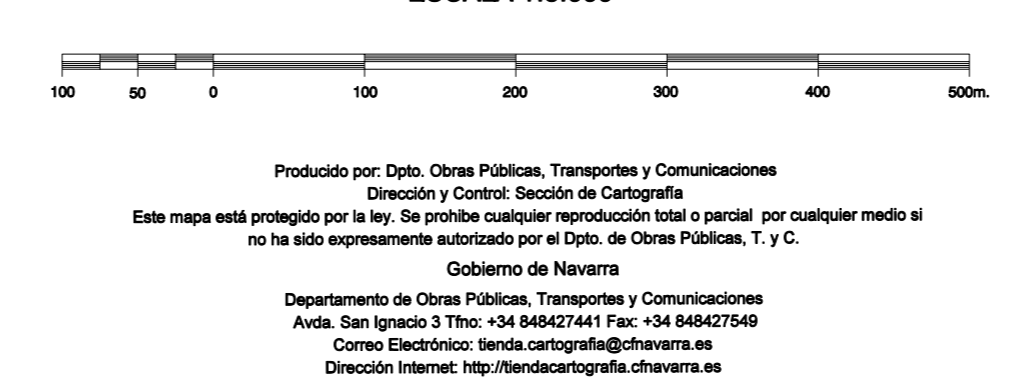 100 50 0 100 200 300 400 500m.
Producido por: Dpto. Obras Públicas, Transportes y Comunicaciones
Dirección y Control: Sección de Cartografía
Este mapa está protegido por la ley. Se prohibe cualquier reproducción total o parcial por cualquier medio si
no ha sido expresamente autorizado por el Dpto. de Obras Públicas, T. y C.
Gobierno de Navarra
Departamento de Obras Públicas, Transportes y Comunicaciones
Avda. San Ignacio 3 Tfno: +34 848427441 Fax: +34 848427549
Correo Electrónico: tienda.cartografia@cfnavarra.es
Dirección Internet: http://tiendacartografia.cfnavarra.es